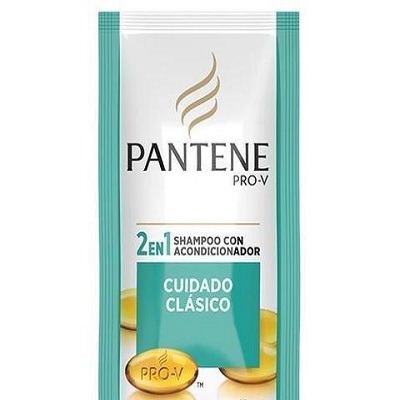 PANTENE
PRO-V
2EN1 SHAMPOO CON
ACONDICIONADOR
CUIDADO
CLÁSICO
PRO-V
™